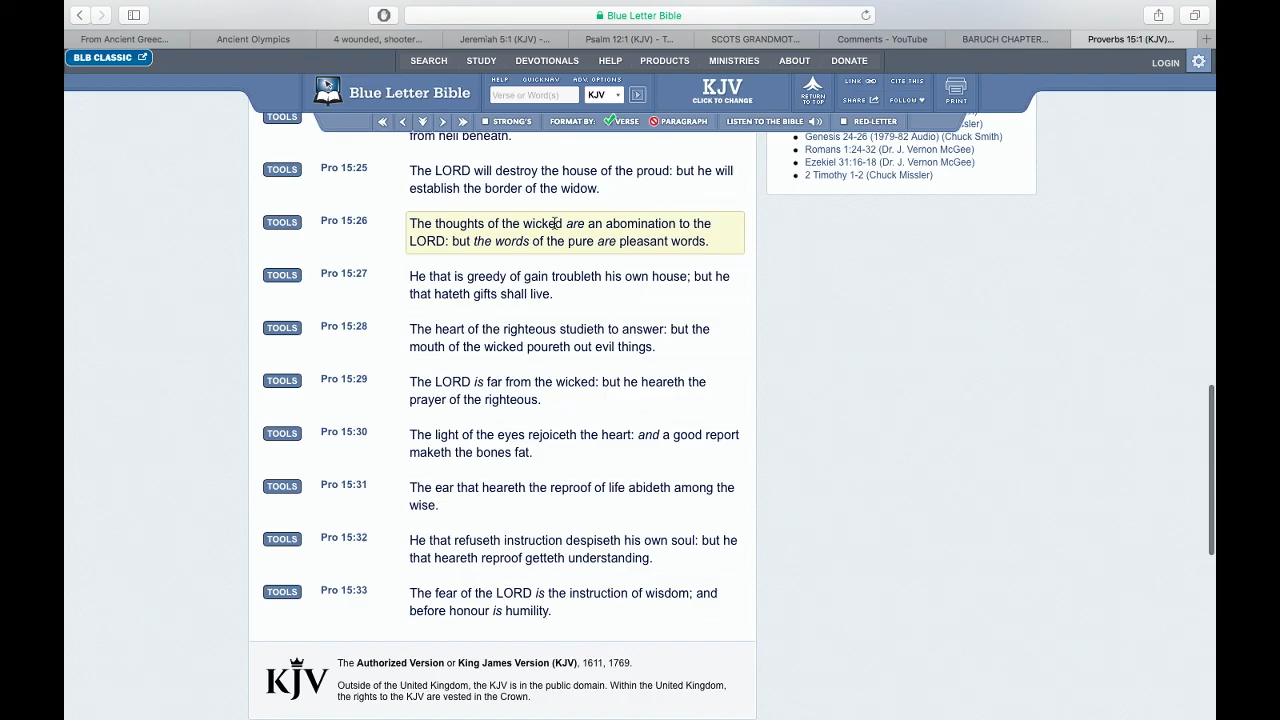 Blue Letter Bible
From Ancient Greec...
Ancient Olympics
4 wounded, shooter...
Jeremiah 5:1 (KJV) -...
Psalm 12:1 (KJV) - T...
SCOTS GRANDMOT...
Comments - YouTube
BARUCH CHAPTER...
Proverbs 15:1 (KJV)...
BLB CLASSIC
SEARCH STUDY DEVOTIONALS HELP PRODUCTS MINISTRIES ABOUT DONATE
LOGIN
Blue Letter Bible
HELP QUICKNAV ADV. OPTIONS
Verse or Word(s) KJV
KJV
CLICK TO CHANGE
RETURN
TO TOP
LINK CITE THIS
SHARE FOLLOW
PRINT
STRONG'S FORMAT BY: VERSE PARAGRAPH LISTEN TO THE BIBLE RED-LETTER
TOOLS
from hell beneath.
TOOLS Pro 15:25 The LORD will destroy the house of the proud: but he will
establish the border of the widow.
TOOLS Pro 15:26 The thoughts of the wicked are an abomination to the
LORD: but the words of the pure are pleasant words.
TOOLS Pro 15:27 He that is greedy of gain troubleth his own house; but he
that hateth gifts shall live.
TOOLS Pro 15:28 The heart of the righteous studieth to answer: but the
mouth of the wicked poureth out evil things.
TOOLS Pro 15:29 The LORD is far from the wicked: but he heareth the
prayer of the righteous.
TOOLS Pro 15:30 The light of the eyes rejoiceth the heart: and a good report
maketh the bones fat.
TOOLS Pro 15:31 The ear that heareth the reproof of life abideth among the
wise.
TOOLS Pro 15:32 He that refuseth instruction despiseth his own soul: but he
that heareth reproof getteth understanding.
TOOLS Pro 15:33 The fear of the LORD is the instruction of wisdom; and
before honour is humility.
KJV
The Authorized Version or King James Version (KJV), 1611, 1769.
Outside of the United Kingdom, the KJV is in the public domain. Within the United Kingdom,
the rights to the KJV are vested in the Crown.
Genesis 24-26 (1979-82 Audio) (Chuck Smith)
Romans 1:24-32 (Dr. J. Vernon McGee)
Ezekiel 31:16-18 (Dr. J. Vernon McGee)
2 Timothy 1-2 (Chuck Missler)